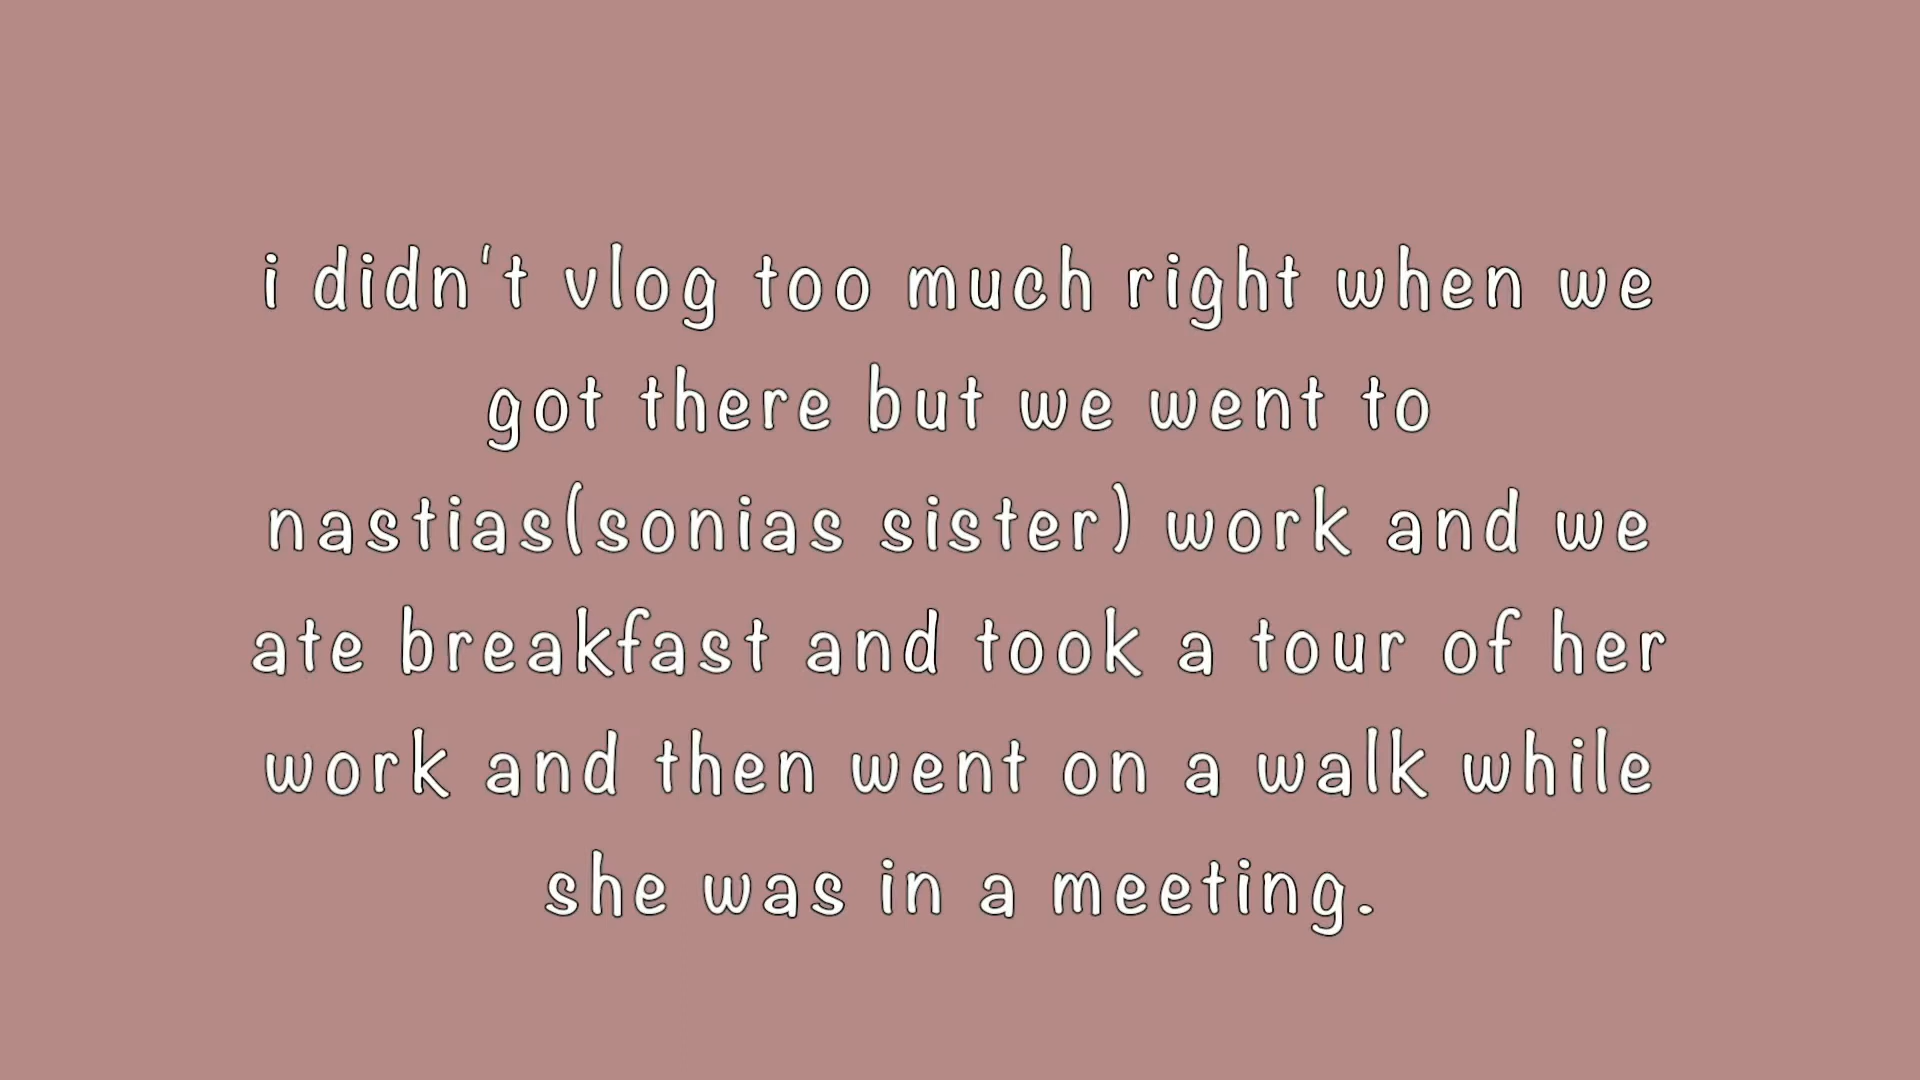 i didn't vlog too much right when we
got there but we went to
nastias(sonias sister) work and we
ate breakfast and took a tour of her
work and then went on a walk while
she was in a meeting.